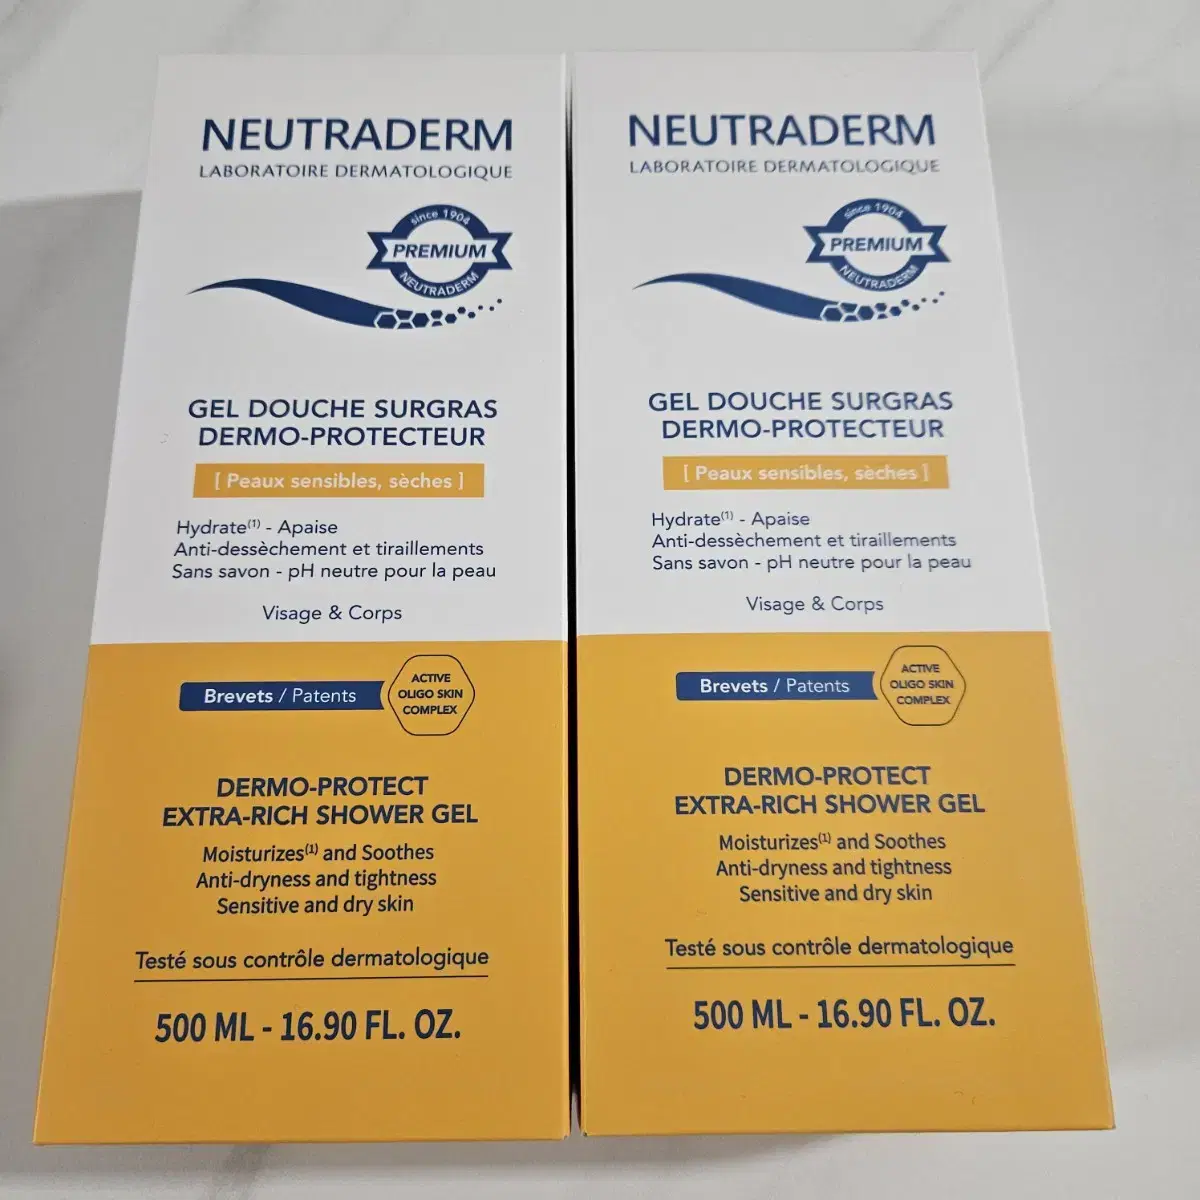 NEUTRADERM
LABORATOIRE DERMATOLOGIQUE
since 1904
PREMIUM
NEUTRADERM
GEL DOUCHE SURGRAS
DERMO-PROTECTEUR
[ Peaux sensibles, sèches ]
Hydrate(1) - Apaise
Anti-dessèchement et tiraillements
Sans savon - pH neutre pour la peau
Visage & Corps
Brevets / Patents
ACTIVE
OLIGO SKIN
COMPLEX
DERMO-PROTECT
EXTRA-RICH SHOWER GEL
Moisturizes(1) and Soothes
Anti-dryness and tightness
Sensitive and dry skin
Testé sous contrôle dermatologique
500 ML - 16.90 FL. OZ.
NEUTRADERM
LABORATOIRE DERMATOLOGIQUE
since 1904
PREMIUM
NEUTRADERM
GEL DOUCHE SURGRAS
DERMO-PROTECTEUR
[ Peaux sensibles, sèches ]
Hydrate(1) - Apaise
Anti-dessèchement et tiraillements
Sans savon - pH neutre pour la peau
Visage & Corps
Brevets / Patents
ACTIVE
OLIGO SKIN
COMPLEX
DERMO-PROTECT
EXTRA-RICH SHOWER GEL
Moisturizes(1) and Soothes
Anti-dryness and tightness
Sensitive and dry skin
Testé sous contrôle dermatologique
500 ML - 16.90 FL. OZ.